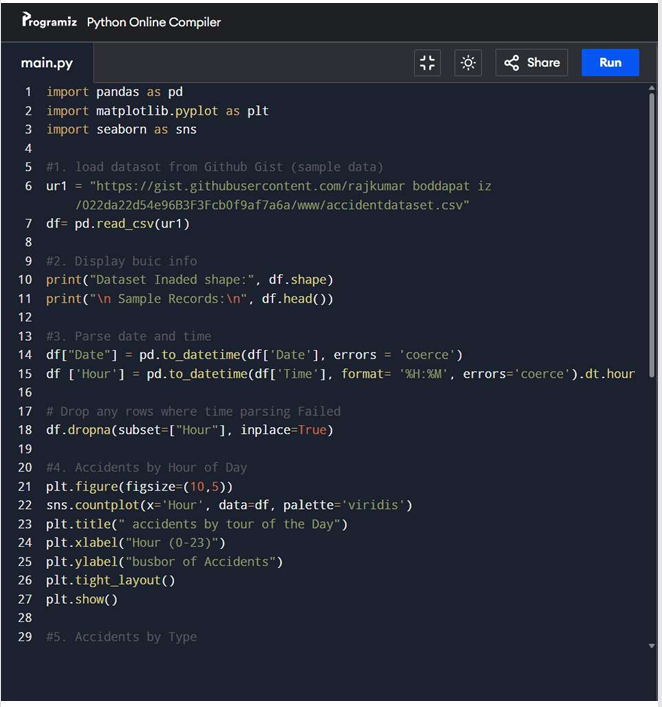 Programiz Python Online Compiler
main.py Share Run
1 import pandas as pd
2 import matplotlib.pyplot as plt
3 import seaborn as sns
4
5 #1. load datasot from Github Gist (sample data)
6 ur1 = "https://gist.githubusercontent.com/rajkumar boddapat iz
/022da22d54e96B3F3Fcb0f9af7a6a/www/accidentdataset.csv"
7 df= pd.read_csv(ur1)
8
9 #2. Display buic info
10 print("Dataset Inaded shape:", df.shape)
11 print("\n Sample Records:\n", df.head())
12
13 #3. Parse date and time
14 df["Date"] = pd.to_datetime(df['Date'], errors = 'coerce')
15 df ['Hour'] = pd.to_datetime(df['Time'], format= '%H:%M', errors='coerce').dt.hour
16
17 # Drop any rows where time parsing Failed
18 df.dropna(subset=["Hour"], inplace=True)
19
20 #4. Accidents by Hour of Day
21 plt.figure(figsize=(10,5))
22 sns.countplot(x='Hour', data=df, palette='viridis')
23 plt.title(" accidents by tour of the Day")
24 plt.xlabel("Hour (0-23)")
25 plt.ylabel("busbor of Accidents")
26 plt.tight_layout()
27 plt.show()
28
29 #5. Accidents by Type